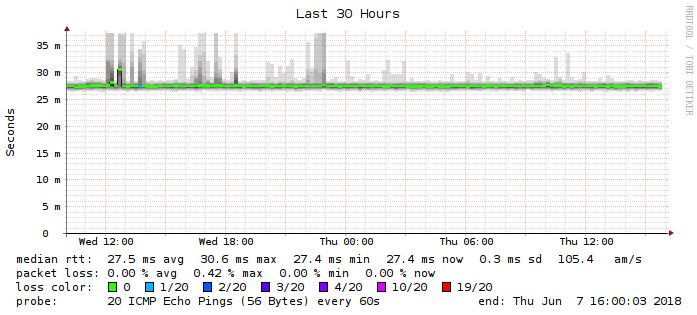 Last 30 Hours
RRDTOOL / TOBI OETIKER
Seconds
35 m
30 m
25 m
20 m
15 m
10 m
5 m
0
Wed 12:00 Wed 18:00 Thu 00:00 Thu 06:00 Thu 12:00
median rtt: 27.5 ms avg 30.6 ms max 27.4 ms min 27.4 ms now 0.3 ms sd 105.4 am/s
packet loss: 0.00 % avg 0.42 % max 0.00 % min 0.00 % now
loss color: 0 1/20 2/20 3/20 4/20 10/20 19/20
probe: 20 ICMP Echo Pings (56 Bytes) every 60s end: Thu Jun 7 16:00:03 2018